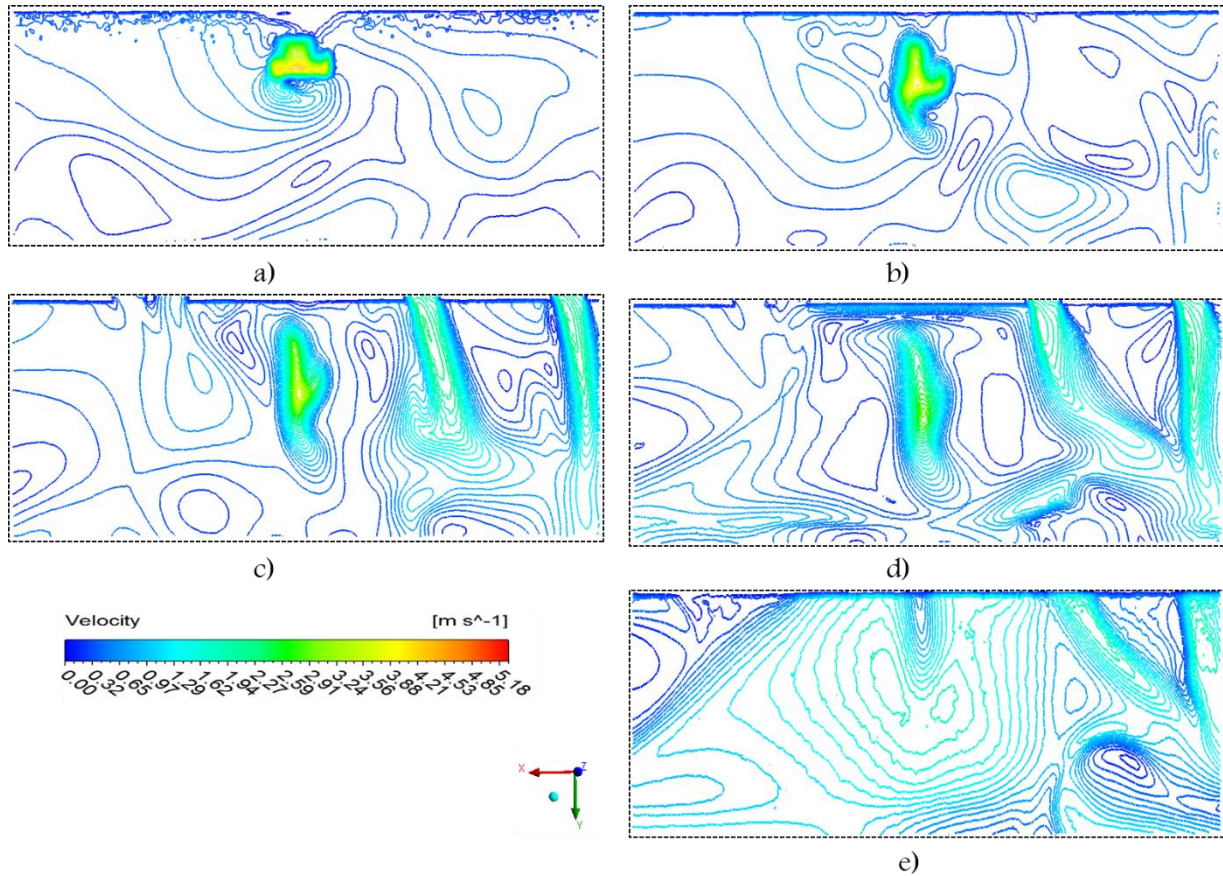 a)
b)
c)
d)
Velocity [m s^-1]
0.00 0.32 0.65 0.97 1.29 1.62 1.94 2.27 2.59 2.91 3.24 3.56 3.88 4.21 4.53 4.85 5.18
X Z
Y
e)